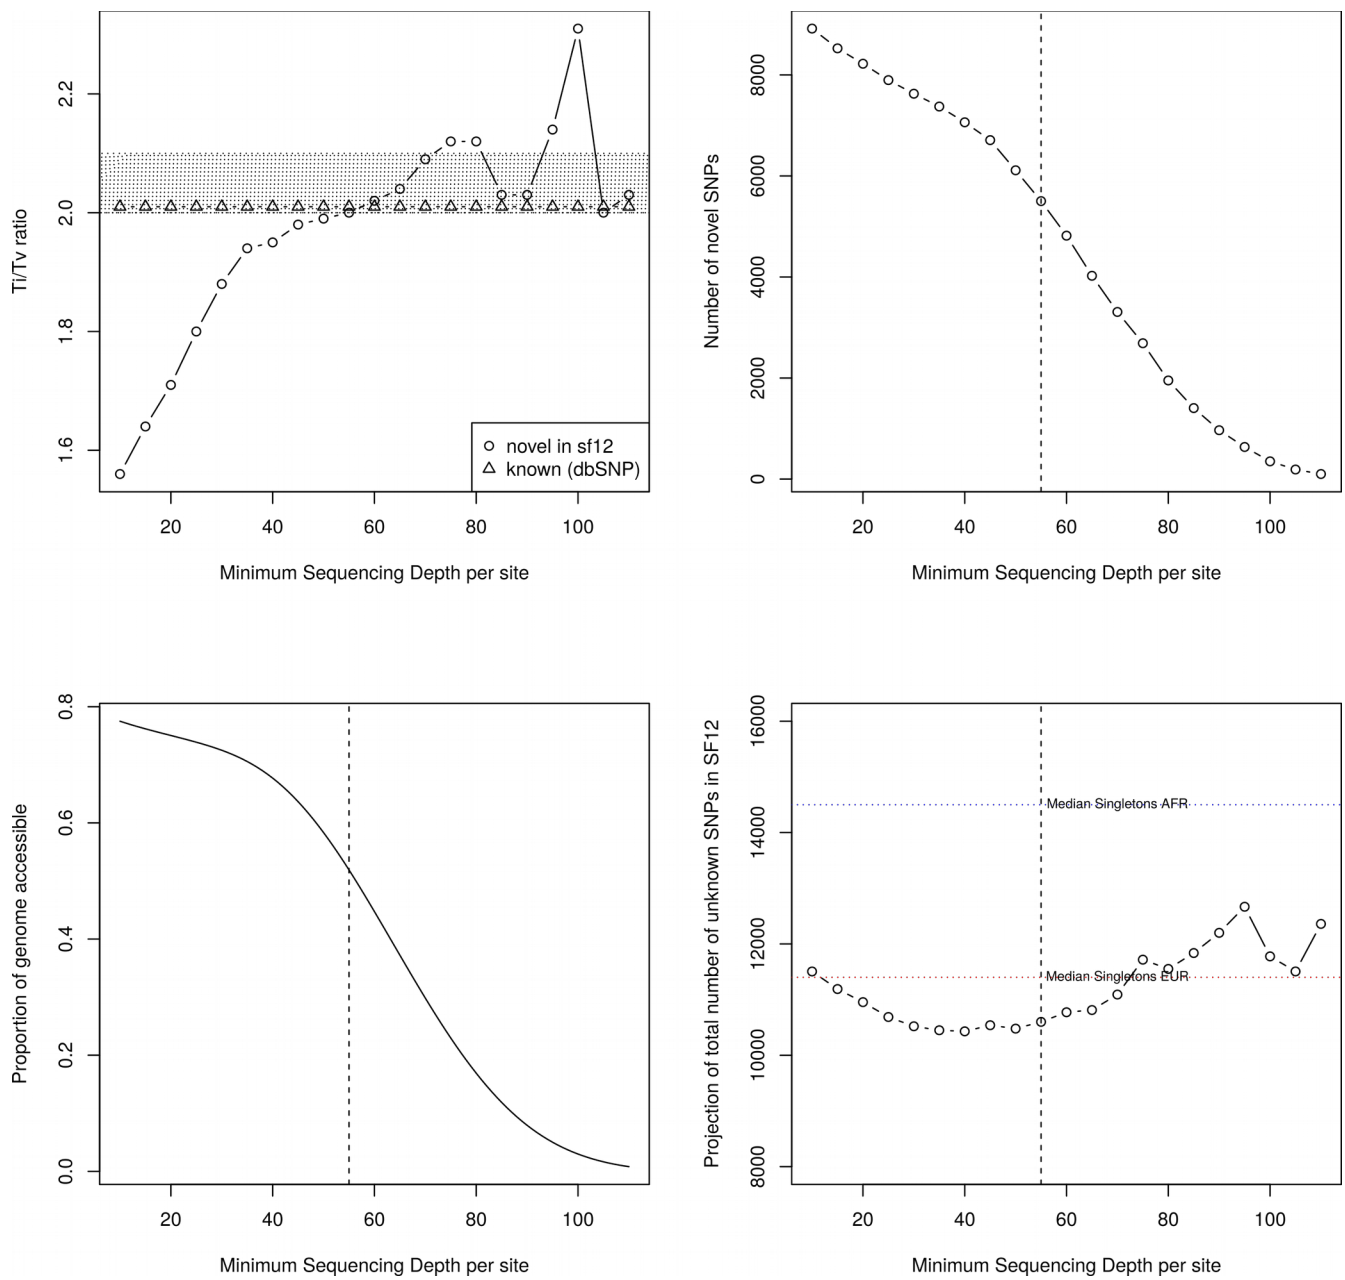 Ti/Tv ratio
2.2
2.0
1.8
1.6
novel in sf12
known (dbSNP)
20 40 60 80 100
Minimum Sequencing Depth per site
Number of novel SNPs
8000
6000
4000
2000
0
20 40 60 80 100
Minimum Sequencing Depth per site
Proportion of genome accessible
0.8
0.6
0.4
0.2
0.0
20 40 60 80 100
Minimum Sequencing Depth per site
Projection of total number of unknown SNPs in SF12
16000
14000
12000
10000
8000
Median Singletons AFR
Median Singletons EUR
20 40 60 80 100
Minimum Sequencing Depth per site